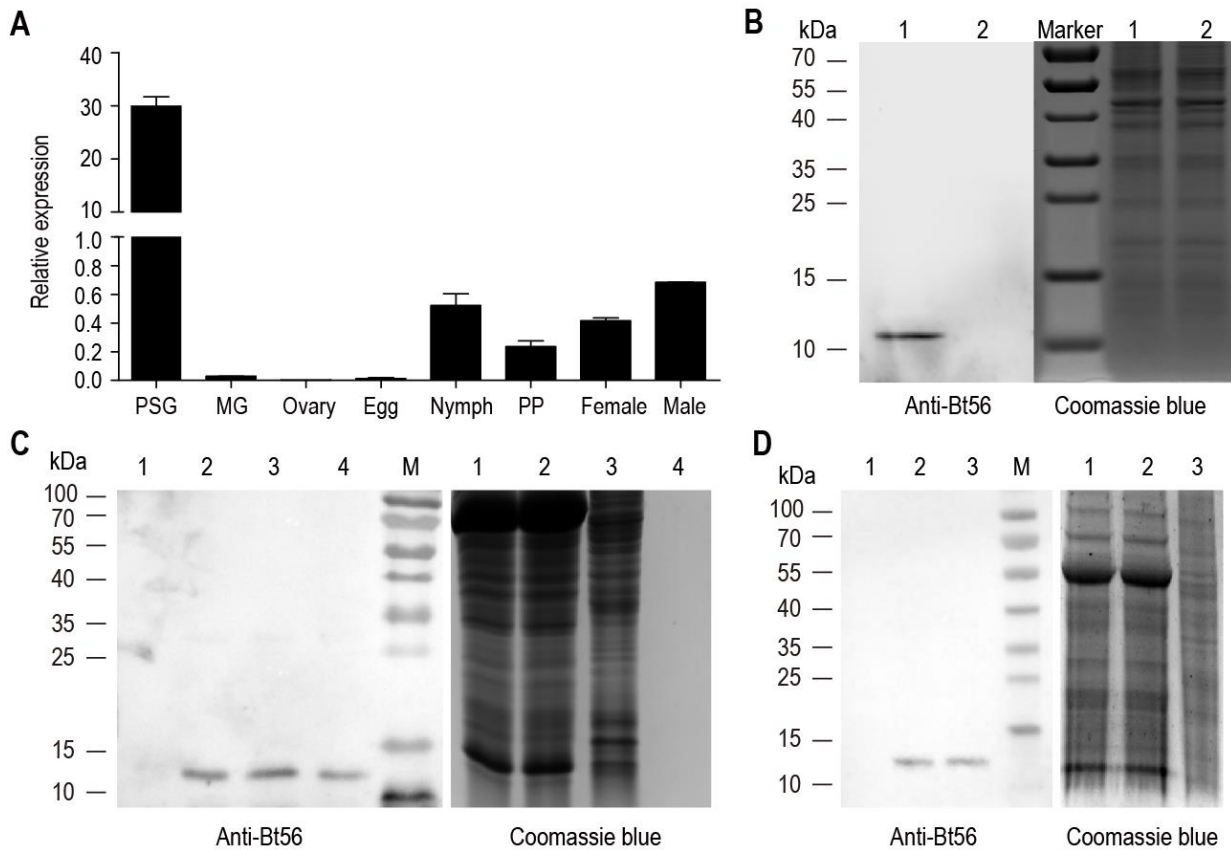 A
40
30
20
10
1.0
0.8
0.6
0.4
0.2
0.0
Relative expression
PSG MG Ovary Egg Nymph PP Female Male
B
kDa 1 2 Marker 1 2
70
55
40
35
25
15
10
Anti-Bt56 Coomassie blue
C
kDa 1 2 3 4 M 1 2 3 4
100
70
55
40
35
25
15
10
Anti-Bt56 Coomassie blue
D
kDa 1 2 3 M 1 2 3
100
70
55
40
35
25
15
10
Anti-Bt56 Coomassie blue